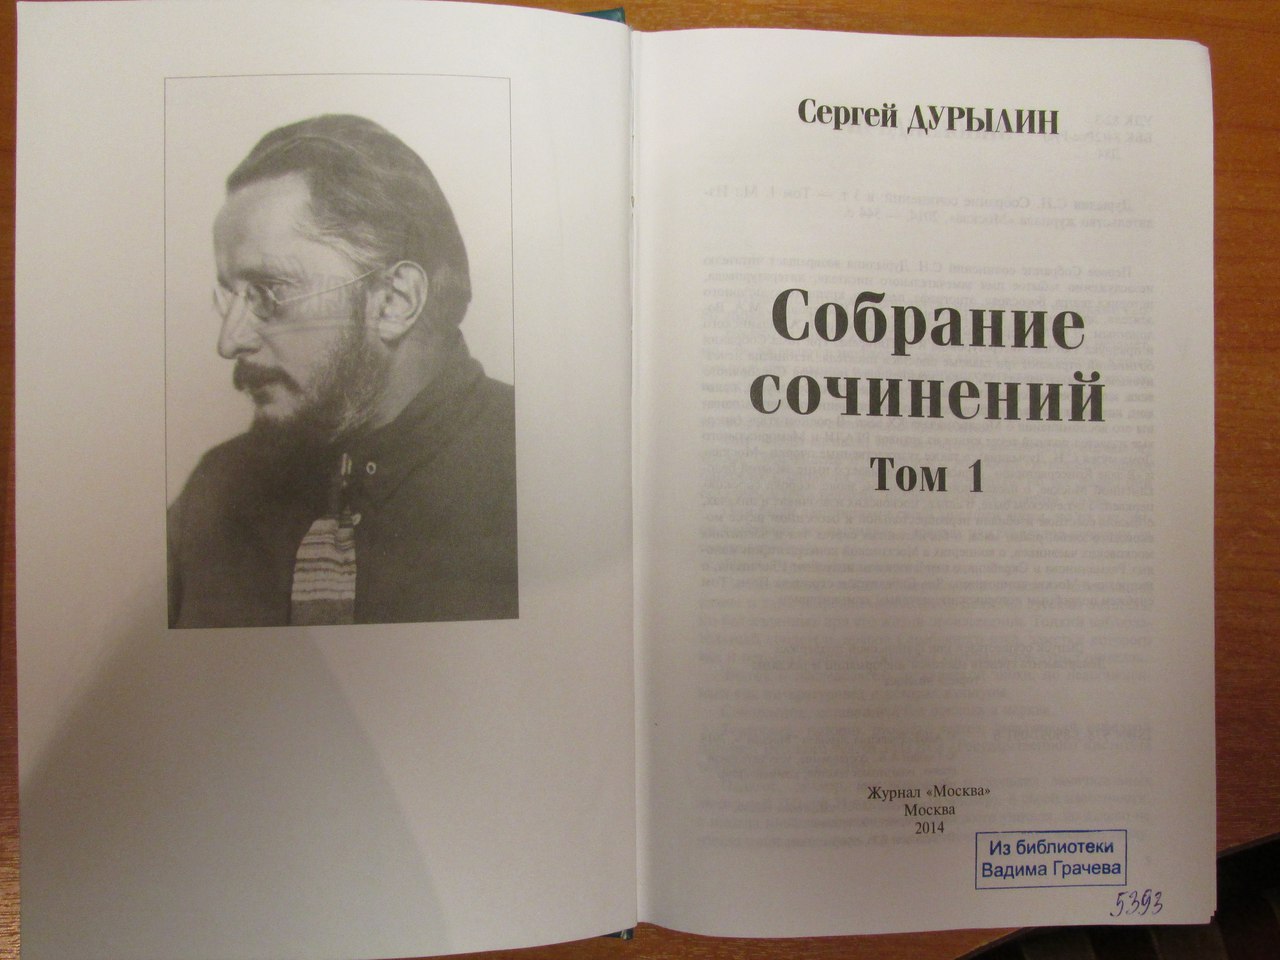 Сергей ДУРЫЛИН
Собрание
сочинений
Том 1
Журнал «Москва»
Москва
2014
Из библиотеки
Вадима Грачева
5393